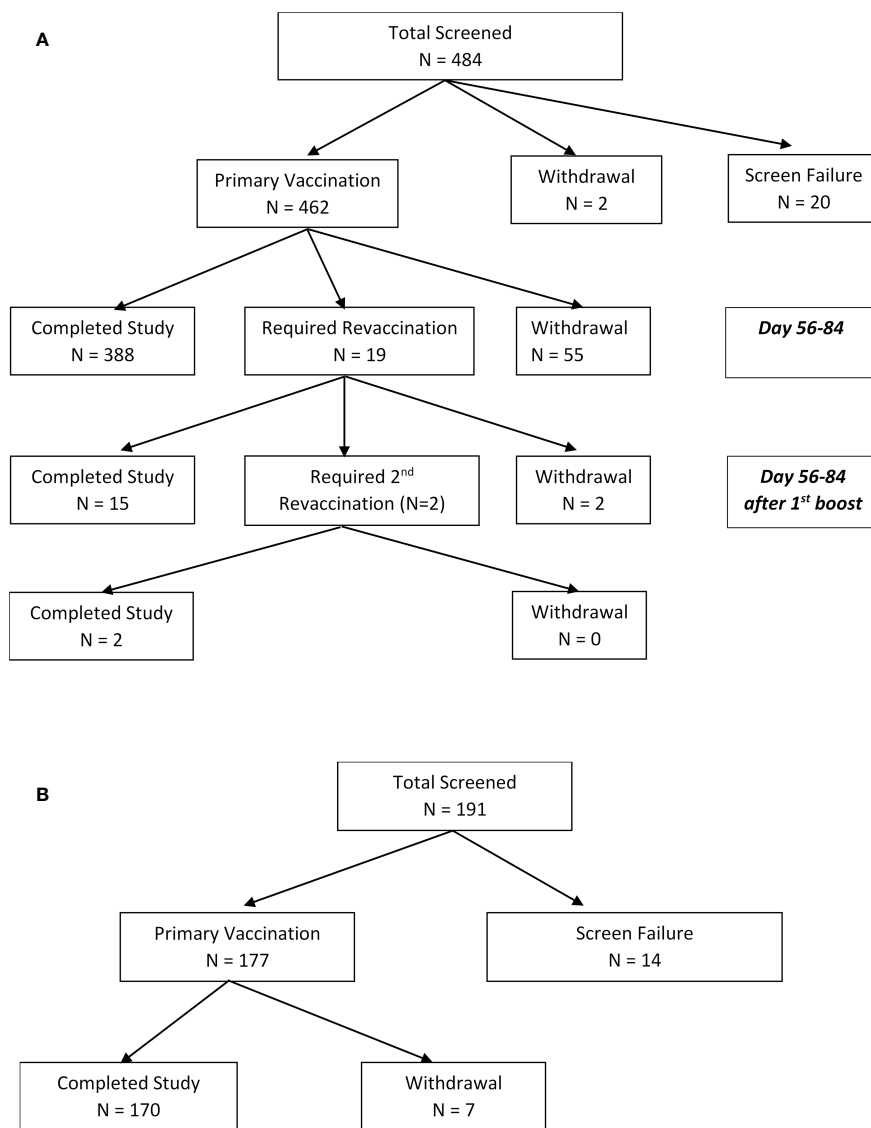 A
Total Screened
N = 484
Primary Vaccination
N = 462
Withdrawal
N = 2
Screen Failure
N = 20
Completed Study
N = 388
Required Revaccination
N = 19
Withdrawal
N = 55
Day 56-84
Completed Study
N = 15
Required 2nd
Revaccination (N=2)
Withdrawal
N = 2
Day 56-84
after 1st boost
Completed Study
N = 2
Withdrawal
N = 0
B
Total Screened
N = 191
Primary Vaccination
N = 177
Screen Failure
N = 14
Completed Study
N = 170
Withdrawal
N = 7